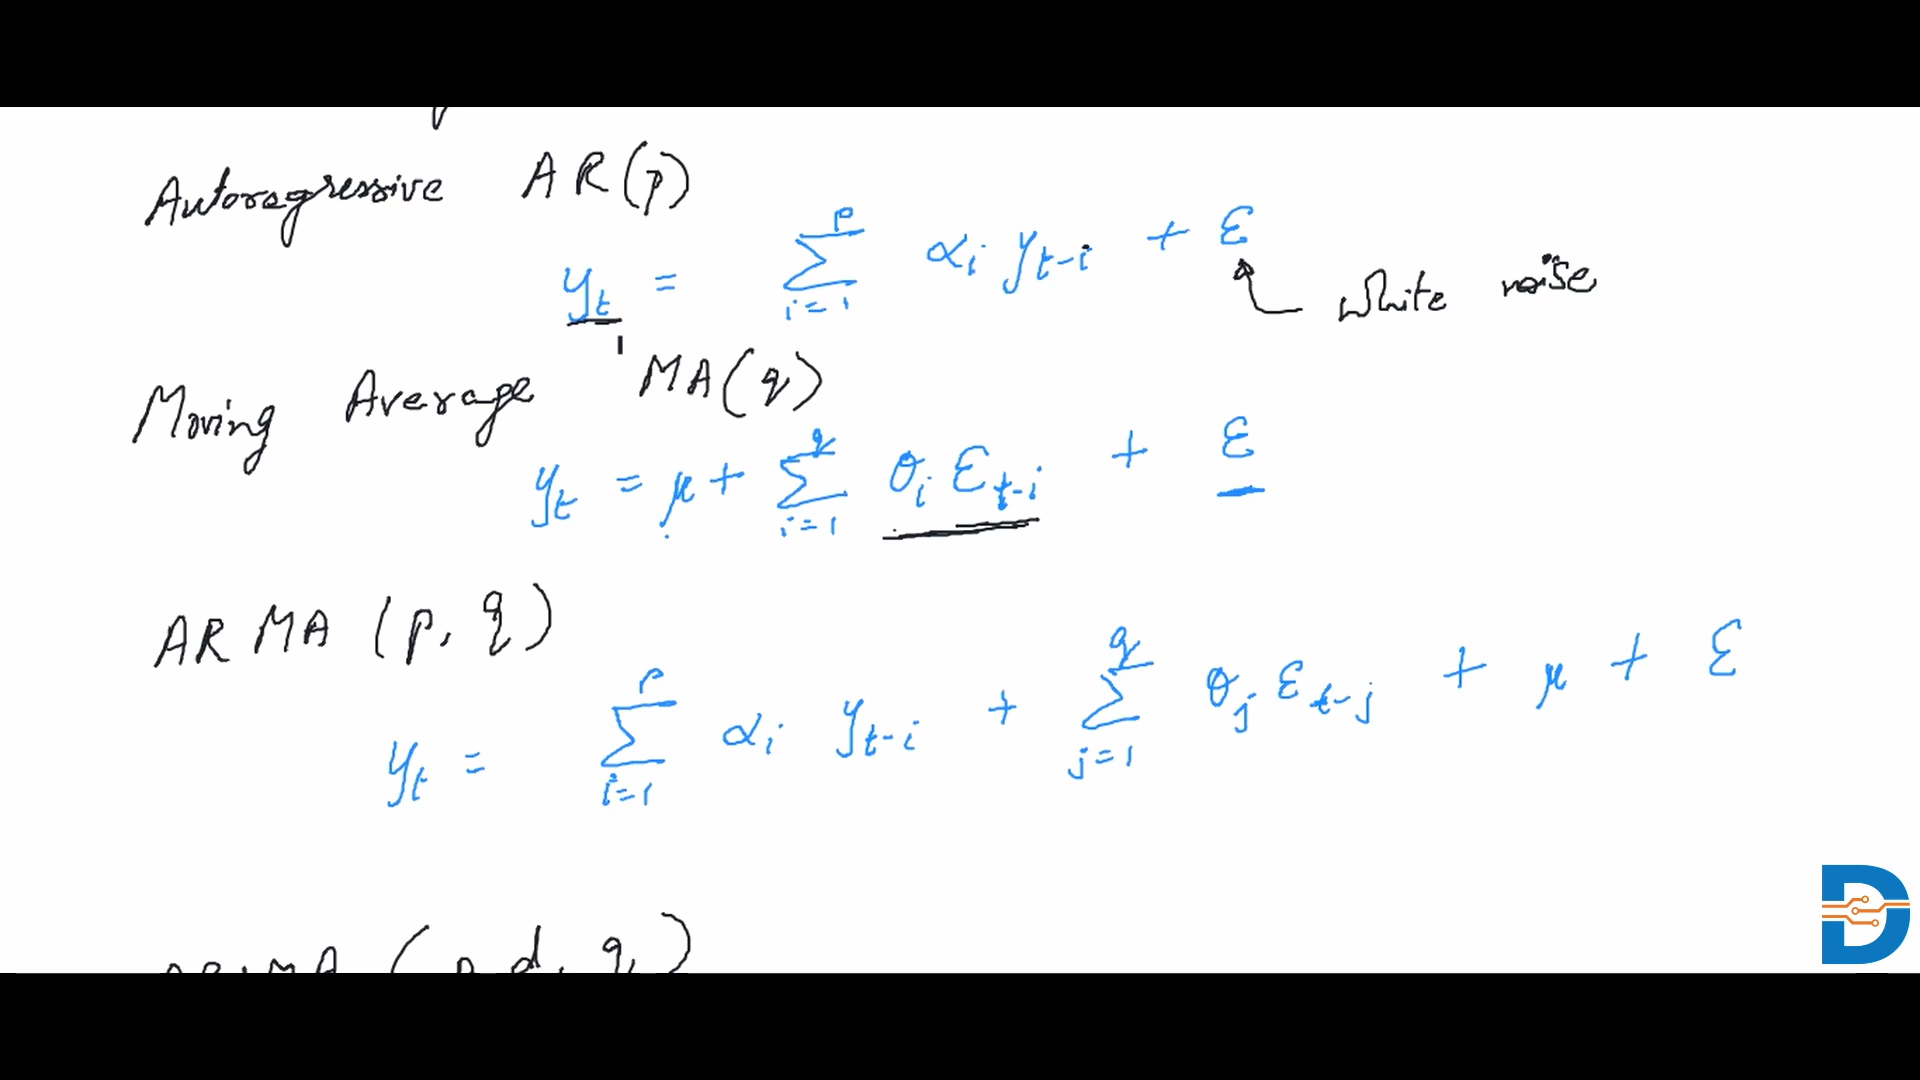 Autoregressive AR(p)
y_t = Σ_{i=1}^{p} α_i y_{t-i} + ε
White noise
Moving Average MA(q)
y_t = μ + Σ_{i=1}^{q} θ_i ε_{t-i} + ε
ARMA (p, q)
y_t = Σ_{i=1}^{p} α_i y_{t-i} + Σ_{j=1}^{q} θ_j ε_{t-j} + μ + ε
ARIMA (p, d, q)